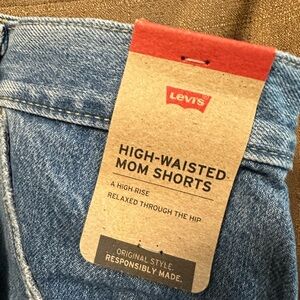 Levi's
HIGH-WAISTED
MOM SHORTS
A HIGH-RISE
RELAXED THROUGH THE HIP
ORIGINAL STYLE.
RESPONSIBLY MADE.